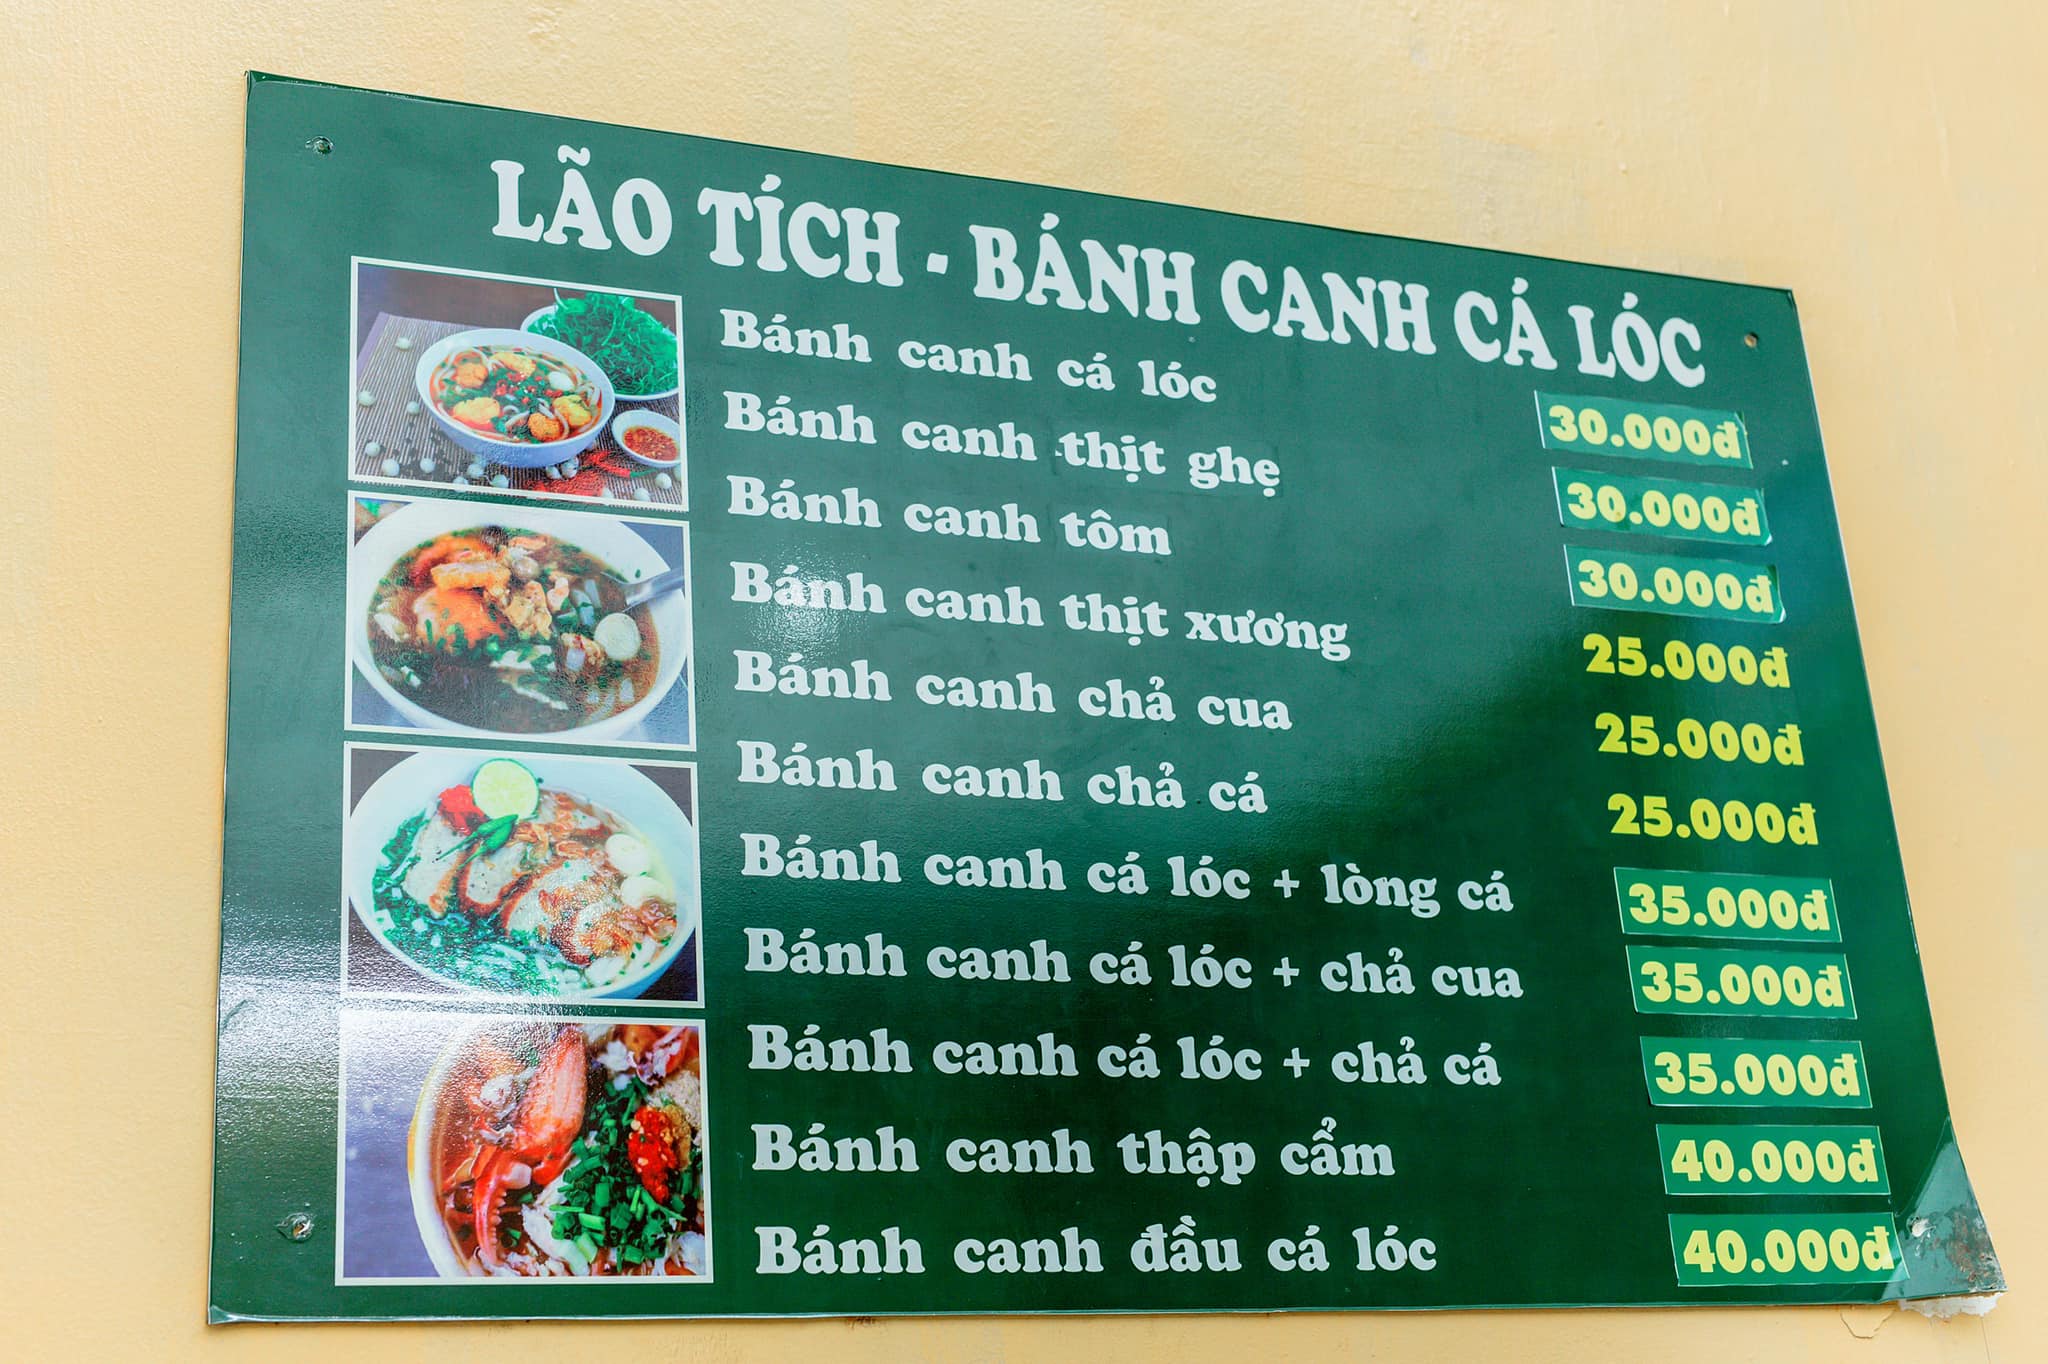 LÃO TÍCH - BÁNH CANH CÁ LÓC
Bánh canh cá lóc 30.000đ
Bánh canh thịt ghẹ 30.000đ
Bánh canh tôm 30.000đ
Bánh canh thịt xương 25.000đ
Bánh canh chả cua 25.000đ
Bánh canh chả cá 25.000đ
Bánh canh cá lóc + lòng cá 35.000đ
Bánh canh cá lóc + chả cua 35.000đ
Bánh canh cá lóc + chả cá 35.000đ
Bánh canh thập cẩm 40.000đ
Bánh canh đầu cá lóc 40.000đ